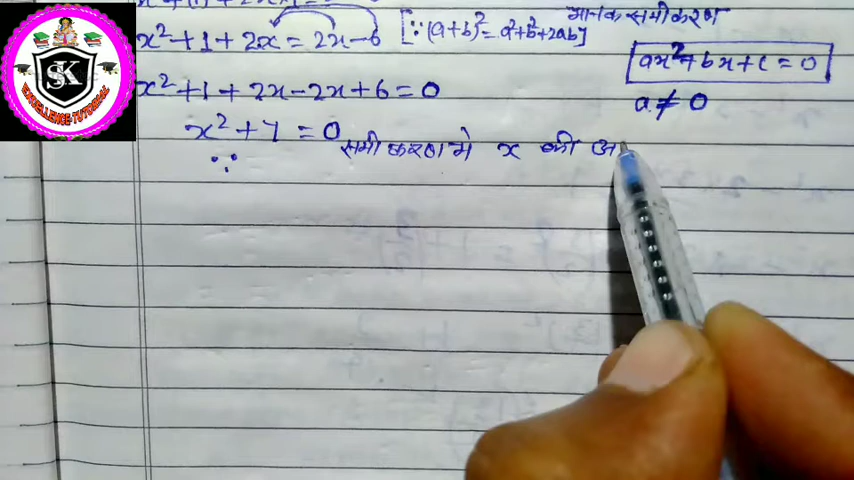 मानक समीकरण
x²+1+2x = 2x-6 [∵(a+b)²=a²+b²+2ab]
ax²+bx+c=0
x²+1+2x-2x+6=0
a≠0
x²+7=0
∵ समीकरण मे x की अ
SK
EXCELLENCE TUTORIAL